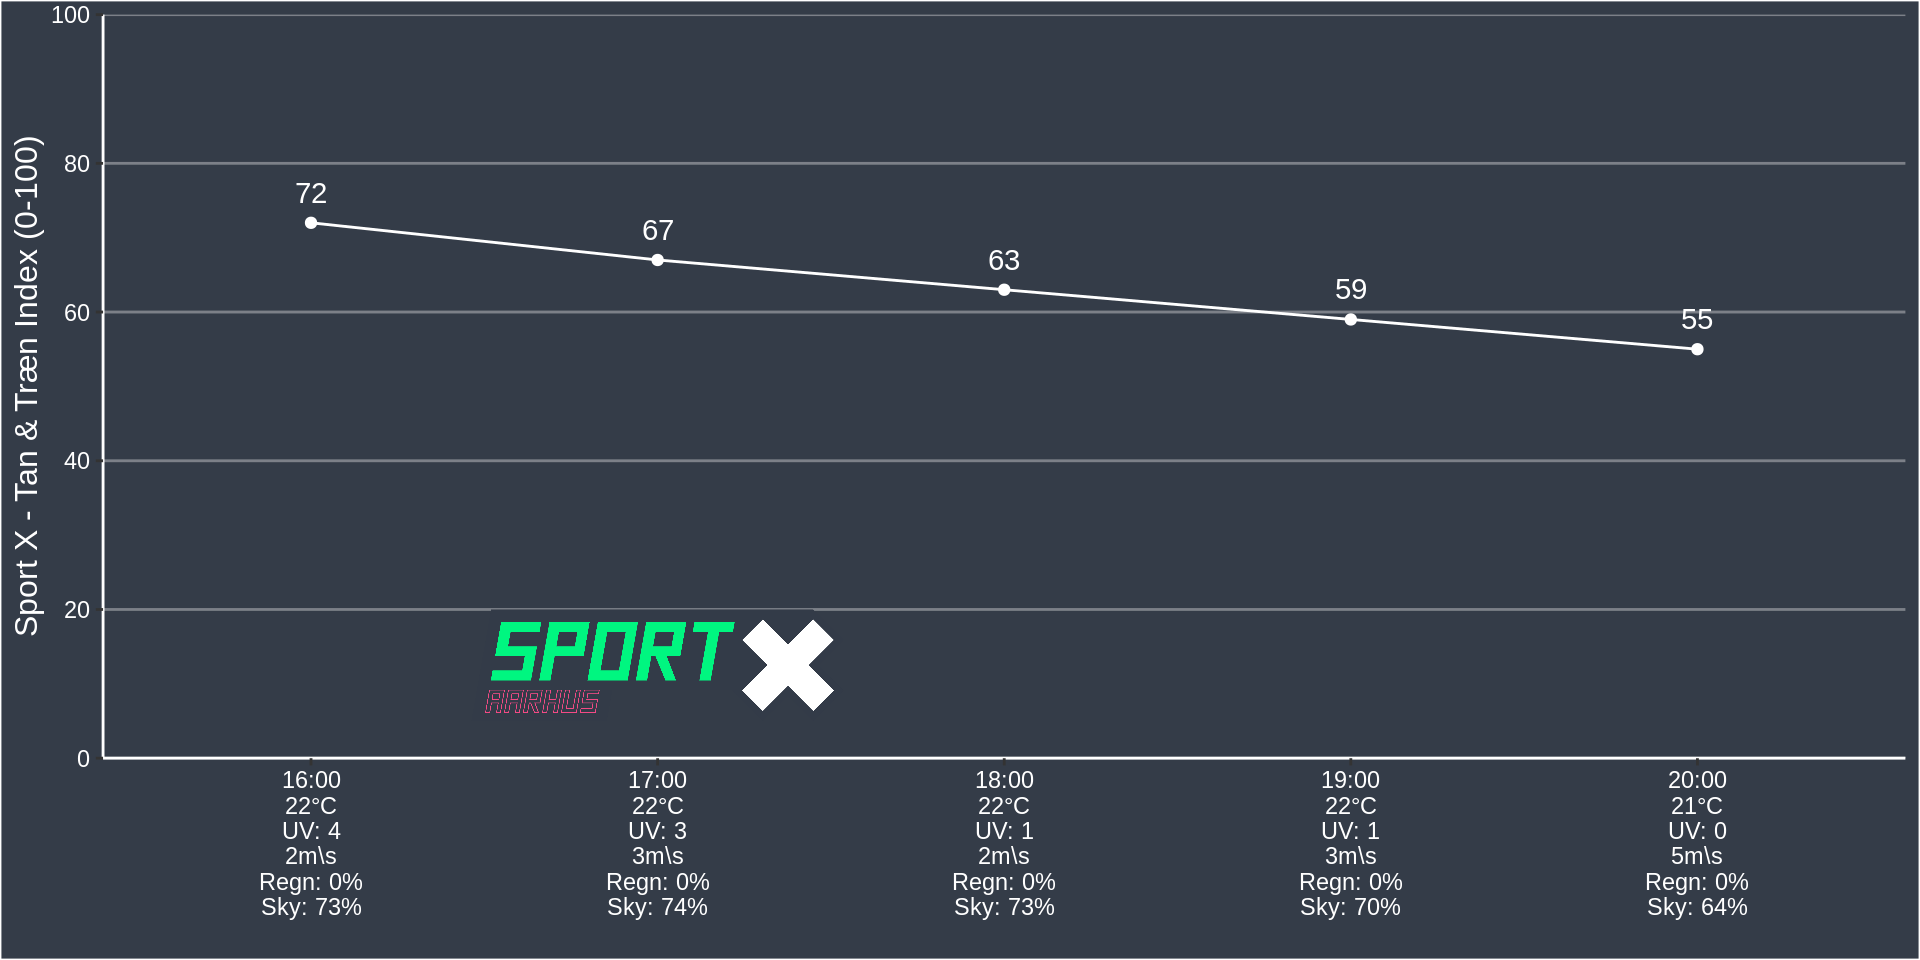 Sport X - Tan & Træn Index (0-100)
100
80
60
40
20
0
72
67
63
59
55
SPORT X
AARHUS
16:00
22°C
UV: 4
2m\s
Regn: 0%
Sky: 73%
17:00
22°C
UV: 3
3m\s
Regn: 0%
Sky: 74%
18:00
22°C
UV: 1
2m\s
Regn: 0%
Sky: 73%
19:00
22°C
UV: 1
3m\s
Regn: 0%
Sky: 70%
20:00
21°C
UV: 0
5m\s
Regn: 0%
Sky: 64%